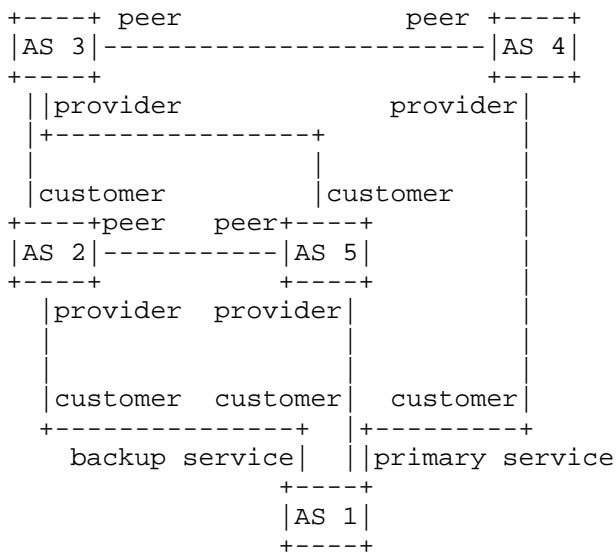 +----+ peer              peer +----+
|AS 3|------------------------|AS 4|
+----+                        +----+
 ||provider             provider|
 |+----------------+            |
 |                 |            |
 |customer         |customer    |
+----+peer   peer+----+         |
|AS 2|-----------|AS 5|         |
+----+           +----+         |
  |provider  provider|          |
  |                  |          |
  |                  |          |
  |customer  customer|  customer|
  +---------------+  |+---------+
    backup service|  ||primary service
                 +----+
                 |AS 1|
                 +----+